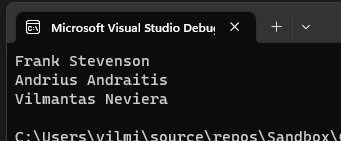 Microsoft Visual Studio Debu
Frank Stevenson
Andrius Andraitis
Vilmantas Neviera
C:\Users\vilmi\source\repos\Sandbox\